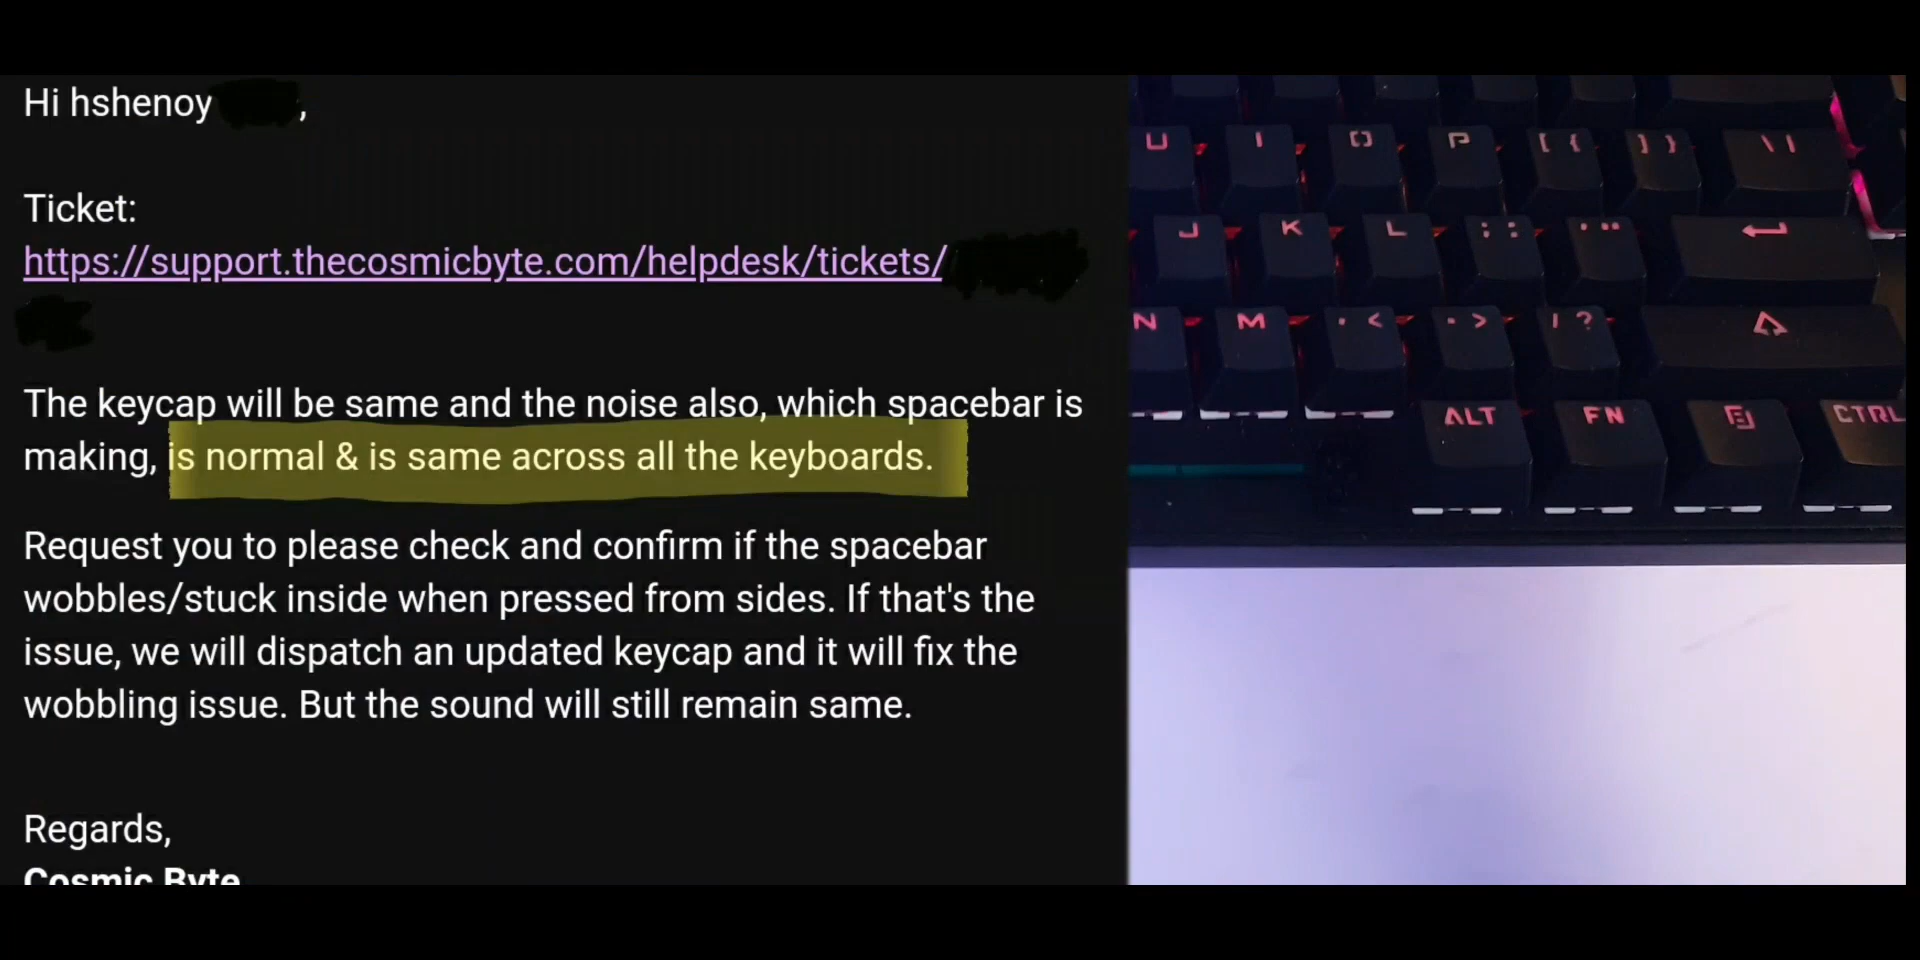 Hi hshenoy ,
Ticket:
https://support.thecosmicbyte.com/helpdesk/tickets/
The keycap will be same and the noise also, which spacebar is
making, is normal & is same across all the keyboards.
Request you to please check and confirm if the spacebar
wobbles/stuck inside when pressed from sides. If that's the
issue, we will dispatch an updated keycap and it will fix the
wobbling issue. But the sound will still remain same.
Regards,
Cosmic Byte
U I O P [ { ] } \ |
J K L ; : ' "
N M , < . > / ?
ALT FN CTRL